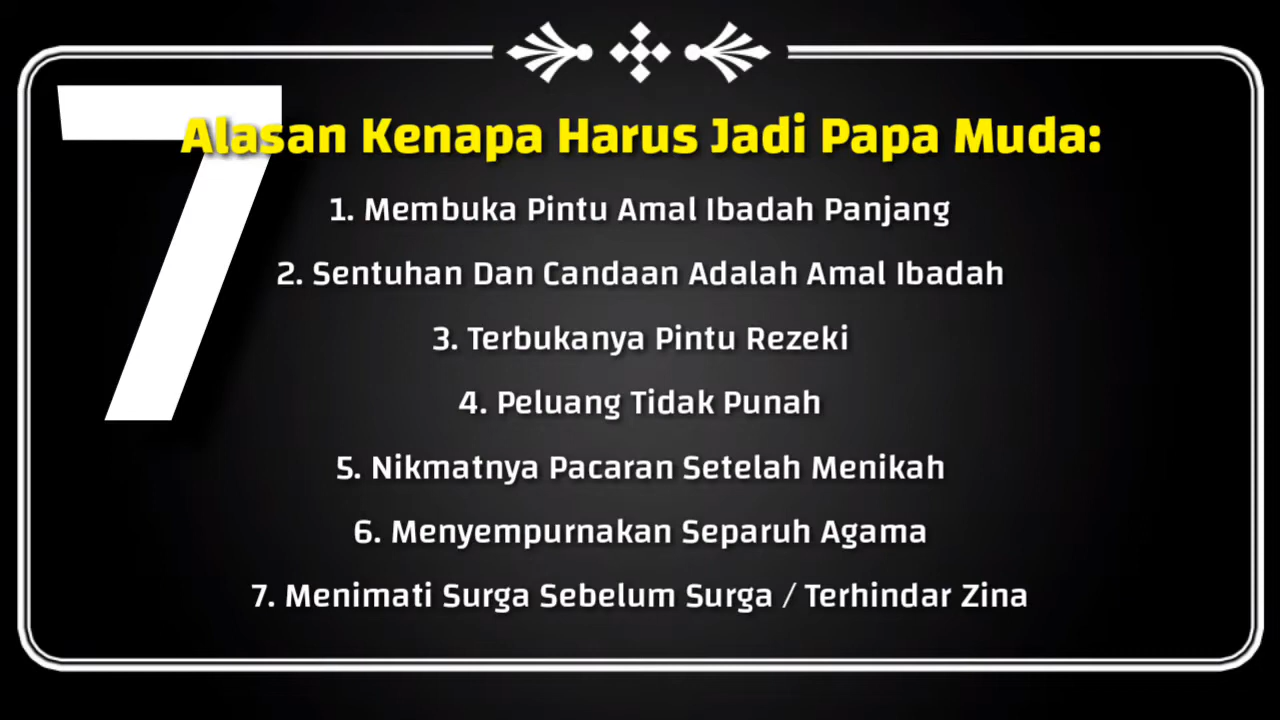 7
Alasan Kenapa Harus Jadi Papa Muda:
1. Membuka Pintu Amal Ibadah Panjang
2. Sentuhan Dan Candaan Adalah Amal Ibadah
3. Terbukanya Pintu Rezeki
4. Peluang Tidak Punah
5. Nikmatnya Pacaran Setelah Menikah
6. Menyempurnakan Separuh Agama
7. Menimati Surga Sebelum Surga / Terhindar Zina